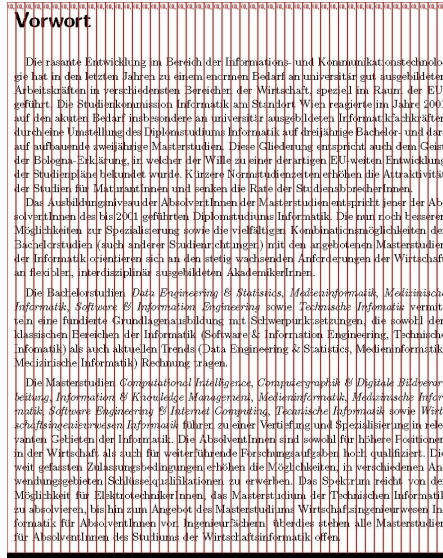 Vorwort
Die rasante Entwicklung im Bereich der Informations- und Kommunikationstechnolo-
gie hat in den letzten Jahren zu einem enormen Bedarf an universitär gut ausgebildeten
Arbeitskräften in verschiedensten Bereichen der Wirtschaft, speziell im Raum der EU
geführt. Die Studienkommission Informatik am Standort Wien reagierte im Jahre 2001
auf den akuten Bedarf insbesondere an universitär ausgebildeten Informatikfachkräften
durch eine Umstellung des Diplomstudiums Informatik auf dreijährige Bachelor- und dar-
auf aufbauende zweijährige Masterstudien. Diese Gliederung entspricht auch dem Geist
der Bologna-Erklärung, in welcher der Wille zu einer derartigen EU-weiten Entwicklung
der Studienpläne bekundet wurde. Kürzere Normstudienzeiten erhöhen die Attraktivität
der Studien für MaturantInnen und senken die Rate der StudienabbrecherInnen.
Das Ausbildungsniveau der AbsolventInnen der Masterstudien entspricht jener der Ab-
solventInnen des bis 2001 geführten Diplomstudiums Informatik. Die nun noch besseren
Möglichkeiten zur Spezialisierung sowie die vielfältigen Kombinationsmöglichkeiten der
Bachelorstudien (auch anderer Studienrichtungen) mit den angebotenen Masterstudien
der Informatik orientieren sich an den stetig wachsenden Anforderungen der Wirtschaft
an flexiblen, interdisziplinär ausgebildeten AkademikerInnen.
Die Bachelorstudien Data Engineering & Statistics, Medieninformatik, Medizinische
Informatik, Software & Information Engineering sowie Technische Informatik vermit-
teln eine fundierte Grundlagenausbildung mit Schwerpunktsetzungen, die sowohl den
klassischen Bereichen der Informatik (Software & Information Engineering, Technische
Infomatik) als auch aktuellen Trends (Data Engineering & Statistics, Medieninformatik,
Medizinische Informatik) Rechnung tragen.
Die Masterstudien Computational Intelligence, Computergraphik & Digitale Bildverar-
beitung, Information & Knowledge Management, Medieninformatik, Medizinische Infor-
matik, Software Engineering & Internet Computing, Technische Informatik sowie Wirt-
schaftsingenieurwesen Informatik führen zu einer Vertiefung und Spezialisierung in rele-
vanten Gebieten der Informatik. Die AbsolventInnen sind sowohl für höhere Positionen
in der Wirtschaft als auch für weiterführende Forschungsaufgaben hoch qualifiziert. Die
weit gefassten Zulassungsbedingungen erhöhen die Möglichkeiten, in verschiedenen An-
wendungsgebieten Schlüsselqualifikationen zu erwerben. Das Spektrum reicht von der
Möglichkeit für ElektrotechnikerInnen, das Masterstudium der Technischen Informatik
zu absolvieren, bis hin zum Angebot des Masterstudiums Wirtschaftsingenieurwesen In-
formatik für AbsolventInnen von Ingenieurfächern überdies stehen alle Masterstudien
für AbsolventInnen des Studiums der Wirtschaftsinformatik offen.